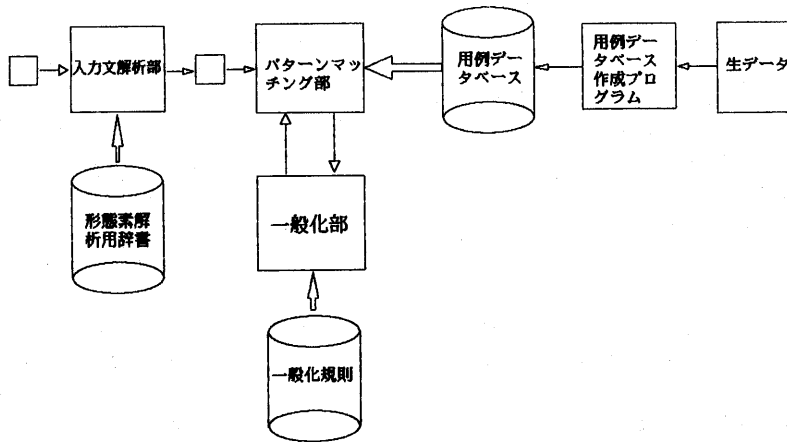 入力文解析部
パターンマッ
チング部
用例デー
タベース
用例デー
タベース
作成プロ
グラム
生データ
形態素解
析用辞書
一般化部
一般化規則